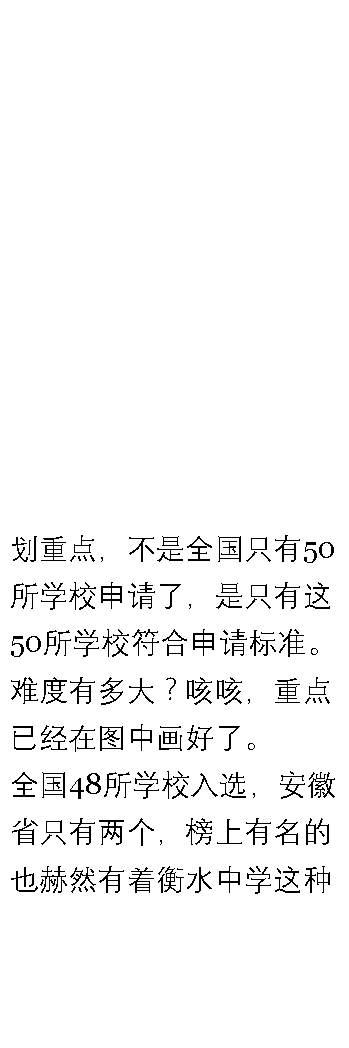 划重点，不是全国只有50
所学校申请了，是只有这
50所学校符合申请标准。
难度有多大？咳咳，重点
已经在图中画好了。
全国48所学校入选，安徽
省只有两个，榜上有名的
也赫然有着衡水中学这种